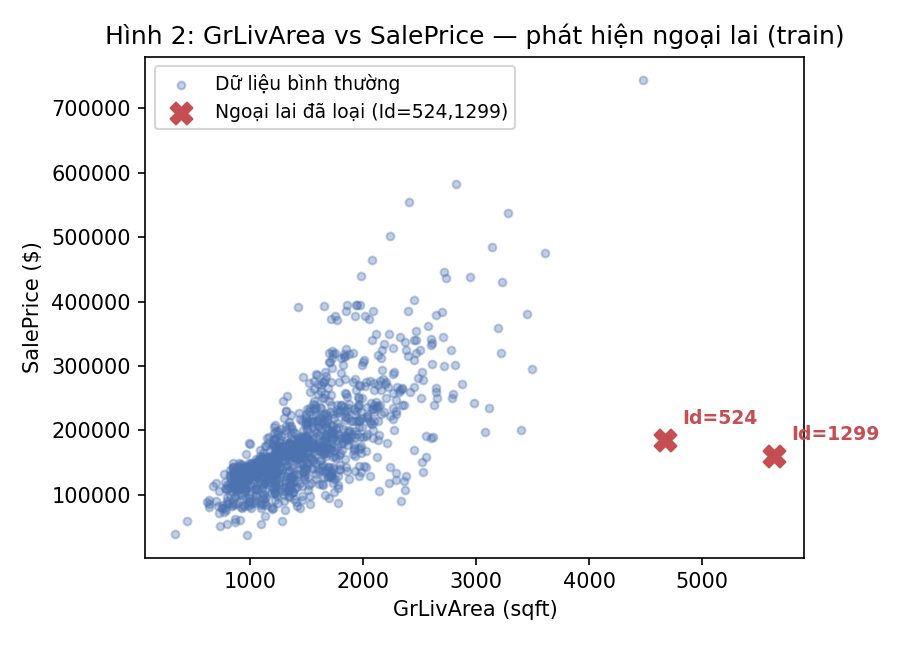 Hình 2: GrLivArea vs SalePrice — phát hiện ngoại lai (train)
Dữ liệu bình thường
Ngoại lai đã loại (Id=524,1299)
SalePrice ($)
700000
600000
500000
400000
300000
200000
100000
Id=524
Id=1299
1000 2000 3000 4000 5000
GrLivArea (sqft)